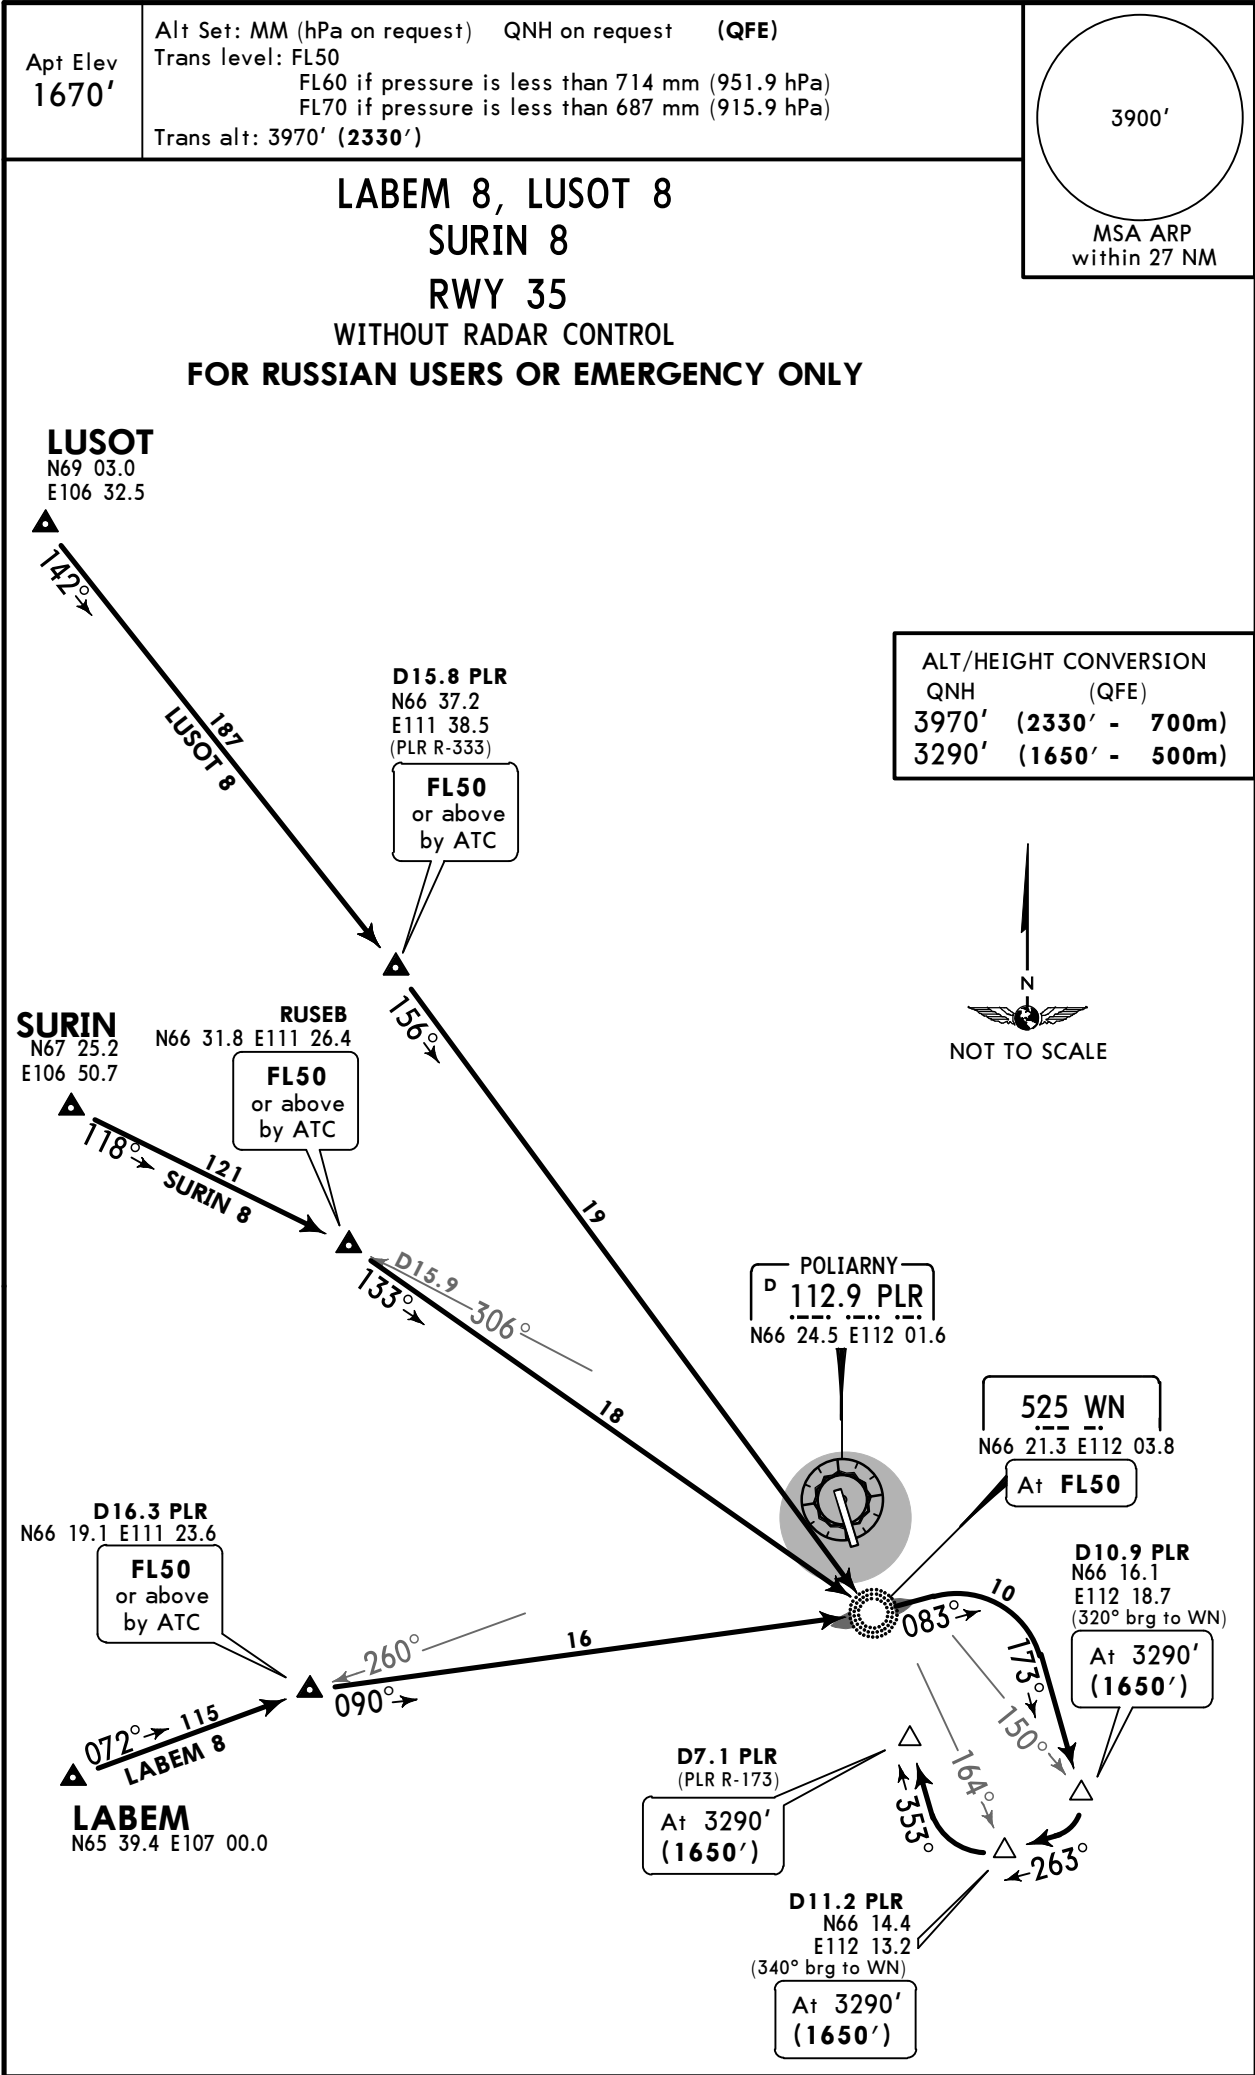 Apt Elev
1670'
Alt Set: MM (hPa on request) QNH on request (QFE)
Trans level: FL50
FL60 if pressure is less than 714 mm (951.9 hPa)
FL70 if pressure is less than 687 mm (915.9 hPa)
Trans alt: 3970' (2330')
3900'
MSA ARP
within 27 NM
LABEM 8, LUSOT 8
SURIN 8
RWY 35
WITHOUT RADAR CONTROL
FOR RUSSIAN USERS OR EMERGENCY ONLY
LUSOT
N69 03.0
E106 32.5
142°
187
LUSOT 8
D15.8 PLR
N66 37.2
E111 38.5
(PLR R-333)
FL50
or above
by ATC
ALT/HEIGHT CONVERSION
QNH (QFE)
3970' (2330' - 700m)
3290' (1650' - 500m)
N
NOT TO SCALE
156°
19
SURIN
N67 25.2
E106 50.7
118°
121
SURIN 8
RUSEB
N66 31.8 E111 26.4
FL50
or above
by ATC
D15.9
306°
133°
18
POLIARNY
D 112.9 PLR
N66 24.5 E112 01.6
525 WN
N66 21.3 E112 03.8
At FL50
D16.3 PLR
N66 19.1 E111 23.6
FL50
or above
by ATC
260°
16
090°
072°
115
LABEM 8
LABEM
N65 39.4 E107 00.0
083°
10
173°
150°
164°
D10.9 PLR
N66 16.1
E112 18.7
(320° brg to WN)
At 3290'
(1650')
D7.1 PLR
(PLR R-173)
At 3290'
(1650')
353°
263°
D11.2 PLR
N66 14.4
E112 13.2
(340° brg to WN)
At 3290'
(1650')